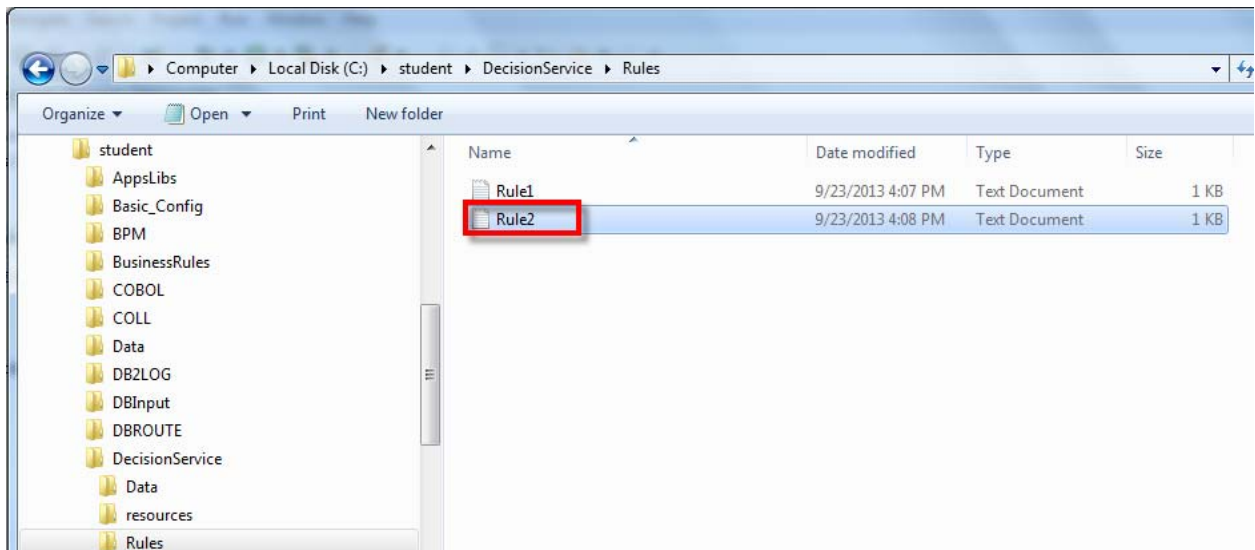 Computer ▸ Local Disk (C:) ▸ student ▸ DecisionService ▸ Rules
Organize Open Print New folder
student
AppsLibs
Basic_Config
BPM
BusinessRules
COBOL
COLL
Data
DB2LOG
DBInput
DBROUTE
DecisionService
Data
resources
Rules
Name Date modified Type Size
Rule1 9/23/2013 4:07 PM Text Document 1 KB
Rule2 9/23/2013 4:08 PM Text Document 1 KB